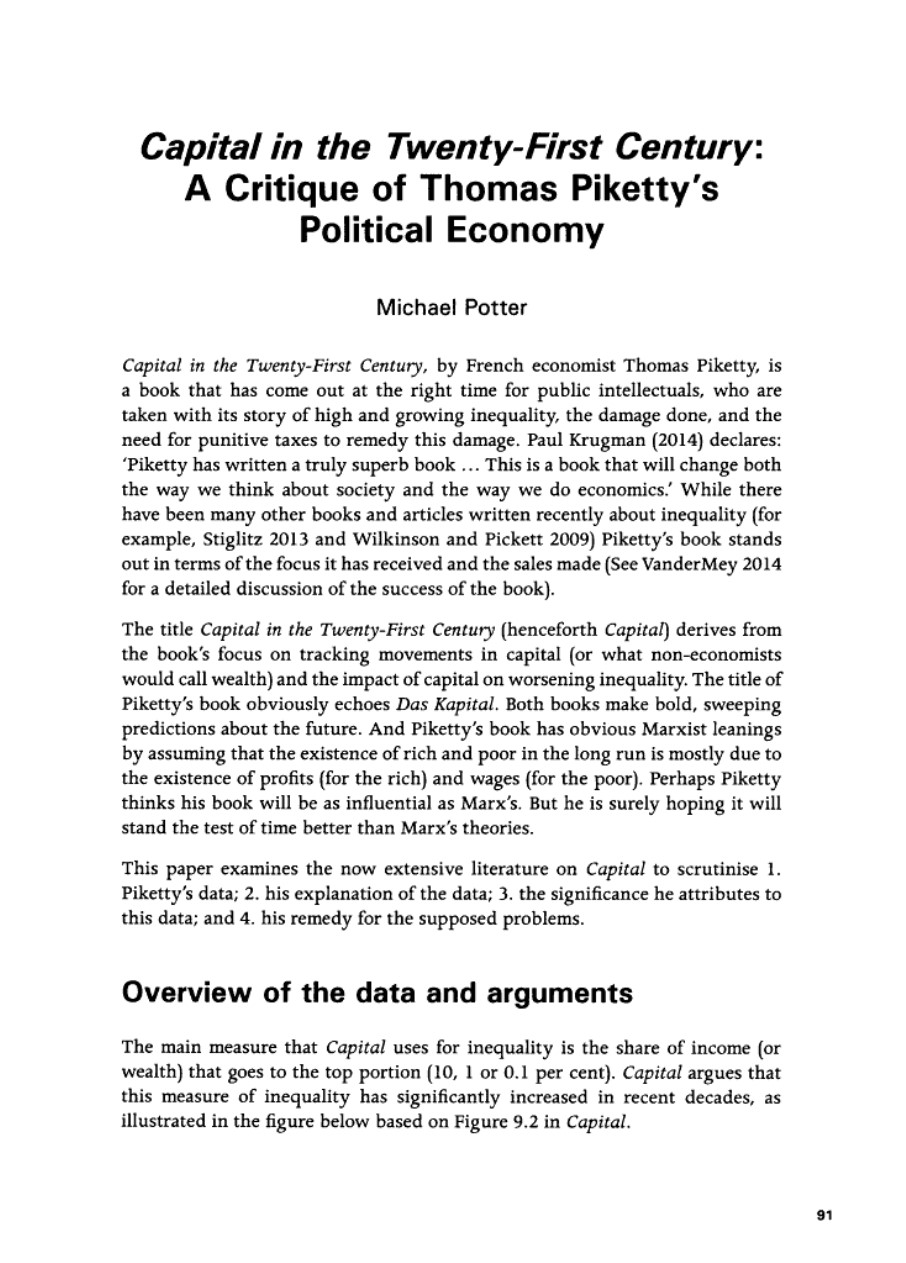 Capital in the Twenty-First Century:
A Critique of Thomas Piketty's
Political Economy
Michael Potter
Capital in the Twenty-First Century, by French economist Thomas Piketty, is
a book that has come out at the right time for public intellectuals, who are
taken with its story of high and growing inequality, the damage done, and the
need for punitive taxes to remedy this damage. Paul Krugman (2014) declares:
'Piketty has written a truly superb book ... This is a book that will change both
the way we think about society and the way we do economics.' While there
have been many other books and articles written recently about inequality (for
example, Stiglitz 2013 and Wilkinson and Pickett 2009) Piketty's book stands
out in terms of the focus it has received and the sales made (See VanderMey 2014
for a detailed discussion of the success of the book).
The title Capital in the Twenty-First Century (henceforth Capital) derives from
the book's focus on tracking movements in capital (or what non-economists
would call wealth) and the impact of capital on worsening inequality. The title of
Piketty's book obviously echoes Das Kapital. Both books make bold, sweeping
predictions about the future. And Piketty's book has obvious Marxist leanings
by assuming that the existence of rich and poor in the long run is mostly due to
the existence of profits (for the rich) and wages (for the poor). Perhaps Piketty
thinks his book will be as influential as Marx's. But he is surely hoping it will
stand the test of time better than Marx's theories.
This paper examines the now extensive literature on Capital to scrutinise 1.
Piketty's data; 2. his explanation of the data; 3. the significance he attributes to
this data; and 4. his remedy for the supposed problems.
Overview of the data and arguments
The main measure that Capital uses for inequality is the share of income (or
wealth) that goes to the top portion (10, 1 or 0.1 per cent). Capital argues that
this measure of inequality has significantly increased in recent decades, as
illustrated in the figure below based on Figure 9.2 in Capital.
91